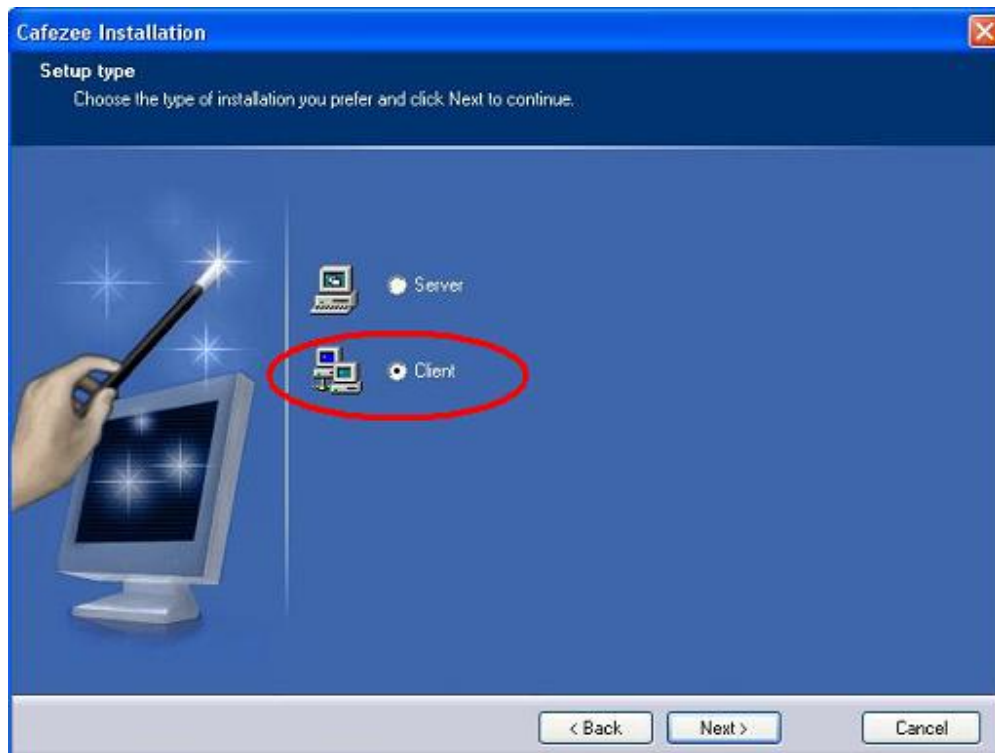 Cafezee Installation
Setup type
Choose the type of installation you prefer and click Next to continue.
Server
Client
< Back
Next >
Cancel